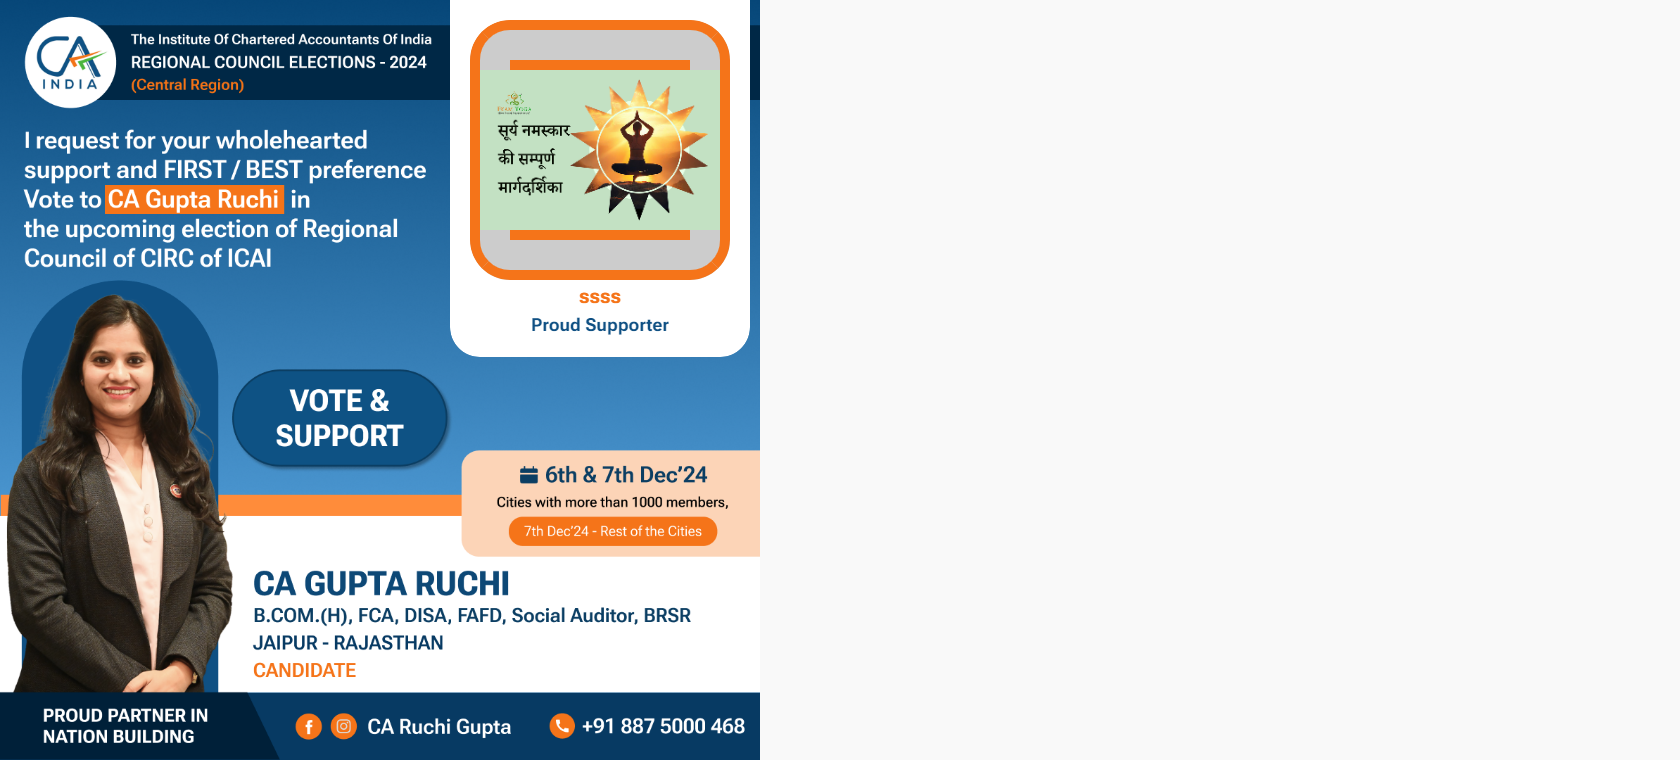 CA
INDIA
The Institute Of Chartered Accountants Of India
REGIONAL COUNCIL ELECTIONS - 2024
(Central Region)
I request for your wholehearted
support and FIRST / BEST preference
Vote to CA Gupta Ruchi in
the upcoming election of Regional
Council of CIRC of ICAI
सूर्य नमस्कार
की सम्पूर्ण
मार्गदर्शिका
ssss
Proud Supporter
VOTE &
SUPPORT
6th & 7th Dec’24
Cities with more than 1000 members,
7th Dec’24 - Rest of the Cities
CA GUPTA RUCHI
B.COM.(H), FCA, DISA, FAFD, Social Auditor, BRSR
JAIPUR - RAJASTHAN
CANDIDATE
PROUD PARTNER IN
NATION BUILDING
CA Ruchi Gupta
+91 887 5000 468